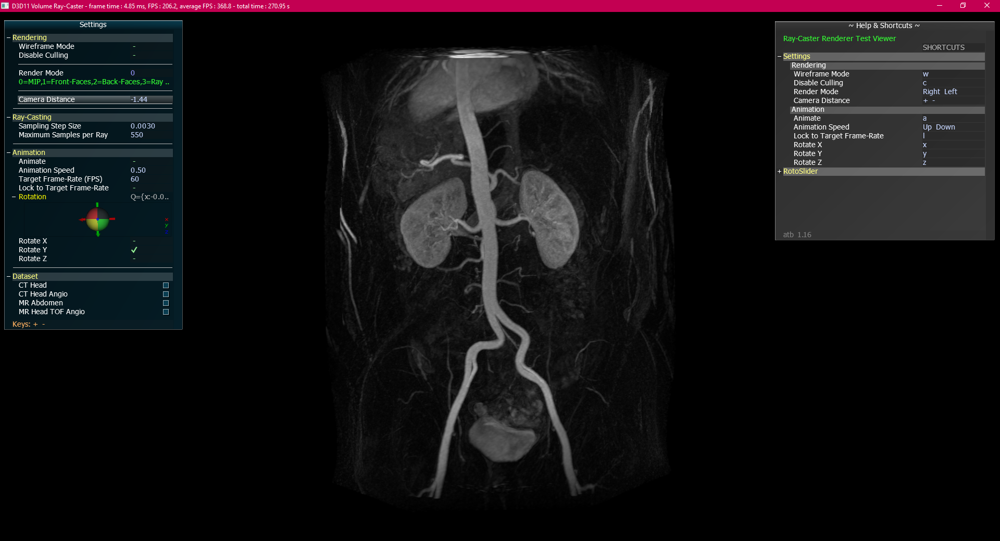 D3D11 Volume Ray-Caster - frame time : 4.85 ms, FPS : 206.2, average FPS : 368.8 - total time : 270.95 s
Settings
Rendering
Wireframe Mode -
Disable Culling -
Render Mode 0
0=MIP,1=Front-Faces,2=Back-Faces,3=Ray ..
Camera Distance -1.44
Ray-Casting
Sampling Step Size 0.0030
Maximum Samples per Ray 550
Animation
Animate -
Animation Speed 0.50
Target Frame-Rate (FPS) 60
Lock to Target Frame-Rate -
Rotation Q={x:-0.0..
x
y
Rotate X -
Rotate Y ✓
Rotate Z -
Dataset
CT Head
CT Head Angio
MR Abdomen
MR Head TOF Angio
Keys: + -
~ Help & Shortcuts ~
Ray-Caster Renderer Test Viewer
SHORTCUTS
Settings
Rendering
Wireframe Mode w
Disable Culling c
Render Mode Right Left
Camera Distance + -
Animation
Animate a
Animation Speed Up Down
Lock to Target Frame-Rate l
Rotate X x
Rotate Y y
Rotate Z z
RotoSlider
atb 1.16